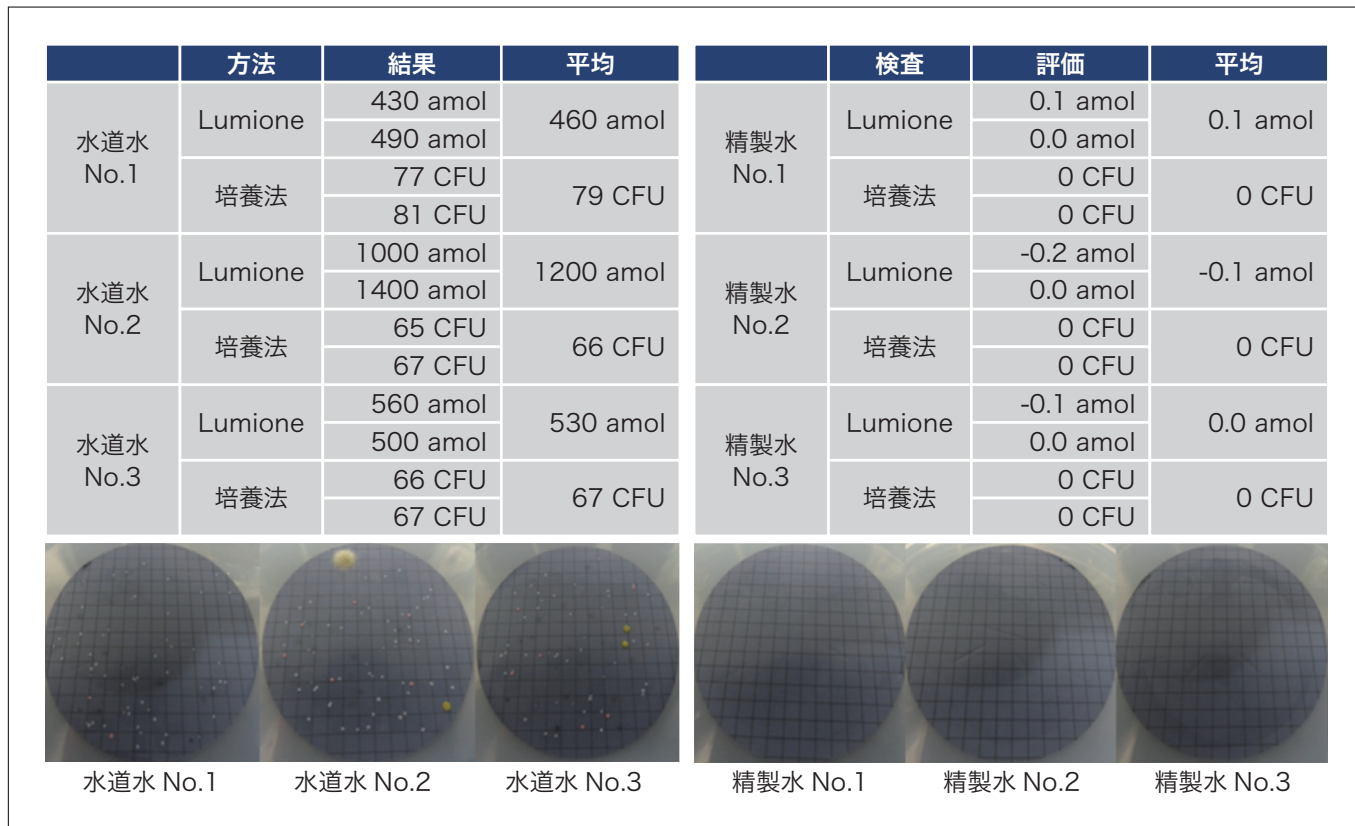 方法 結果 平均
水道水 No.1 Lumione 430 amol 460 amol
490 amol
培養法 77 CFU 79 CFU
81 CFU
水道水 No.2 Lumione 1000 amol 1200 amol
1400 amol
培養法 65 CFU 66 CFU
67 CFU
水道水 No.3 Lumione 560 amol 530 amol
500 amol
培養法 66 CFU 67 CFU
67 CFU
水道水 No.1 水道水 No.2 水道水 No.3
検査 評価 平均
精製水 No.1 Lumione 0.1 amol 0.1 amol
0.0 amol
培養法 0 CFU 0 CFU
0 CFU
精製水 No.2 Lumione -0.2 amol -0.1 amol
0.0 amol
培養法 0 CFU 0 CFU
0 CFU
精製水 No.3 Lumione -0.1 amol 0.0 amol
0.0 amol
培養法 0 CFU 0 CFU
0 CFU
精製水 No.1 精製水 No.2 精製水 No.3